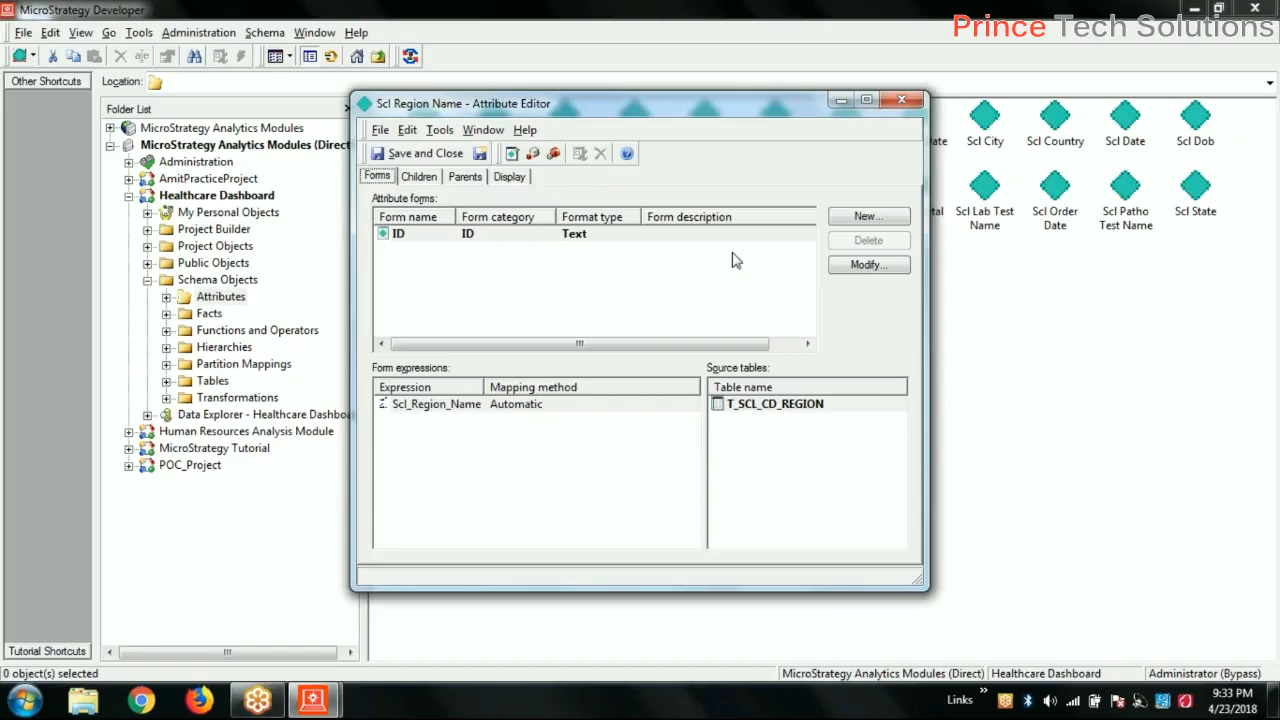 MicroStrategy Developer
Prince Tech Solutions
File Edit View Go Tools Administration Schema Window Help
Other Shortcuts
Location:
Folder List
MicroStrategy Analytics Modules
MicroStrategy Analytics Modules (Direct
Administration
AmitPracticeProject
Healthcare Dashboard
My Personal Objects
Project Builder
Project Objects
Public Objects
Schema Objects
Attributes
Facts
Functions and Operators
Hierarchies
Partition Mappings
Tables
Transformations
Data Explorer - Healthcare Dashboa
Human Resources Analysis Module
MicroStrategy Tutorial
POC_Project
Tutorial Shortcuts
Scl Region Name - Attribute Editor
File Edit Tools Window Help
Save and Close
Forms Children Parents Display
Attribute forms:
Form name Form category Format type Form description
ID ID Text
New...
Delete
Modify...
Form expressions:
Expression Mapping method
Scl_Region_Name Automatic
Source tables:
Table name
T_SCL_CD_REGION
ate Scl City Scl Country Scl Date Scl Dob
tal Scl Lab Test Name Scl Order Date Scl Patho Test Name Scl State
0 object(s) selected
MicroStrategy Analytics Modules (Direct) Healthcare Dashboard Administrator (Bypass)
Links
9:33 PM
4/23/2018